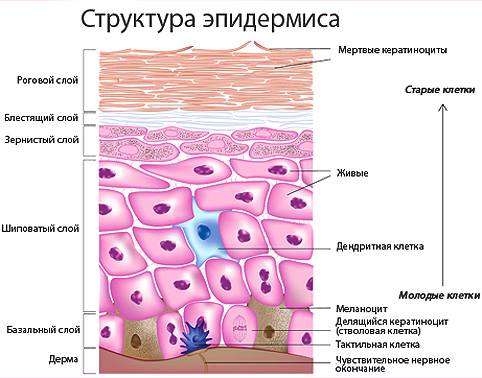 Структура эпидермиса
Мертвые кератиноциты
Роговой слой
Старые клетки
Блестящий слой
Зернистый слой
Живые
Шиповатый слой
Дендритная клетка
Молодые клетки
Меланоцит
Базальный слой
Делящийся кератиноцит
(стволовая клетка)
Тактильная клетка
Дерма
Чувствительное нервное
окончание